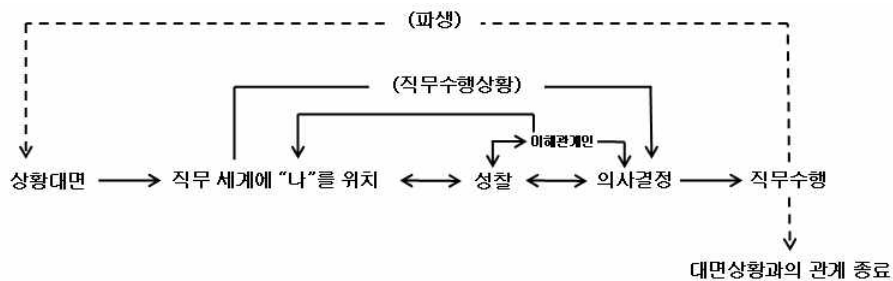 (파생)
(직무수행상황)
이해관계인
상황대면 직무 세계에 "나"를 위치 성찰 의사결정 직무수행
대면상황과의 관계 종료